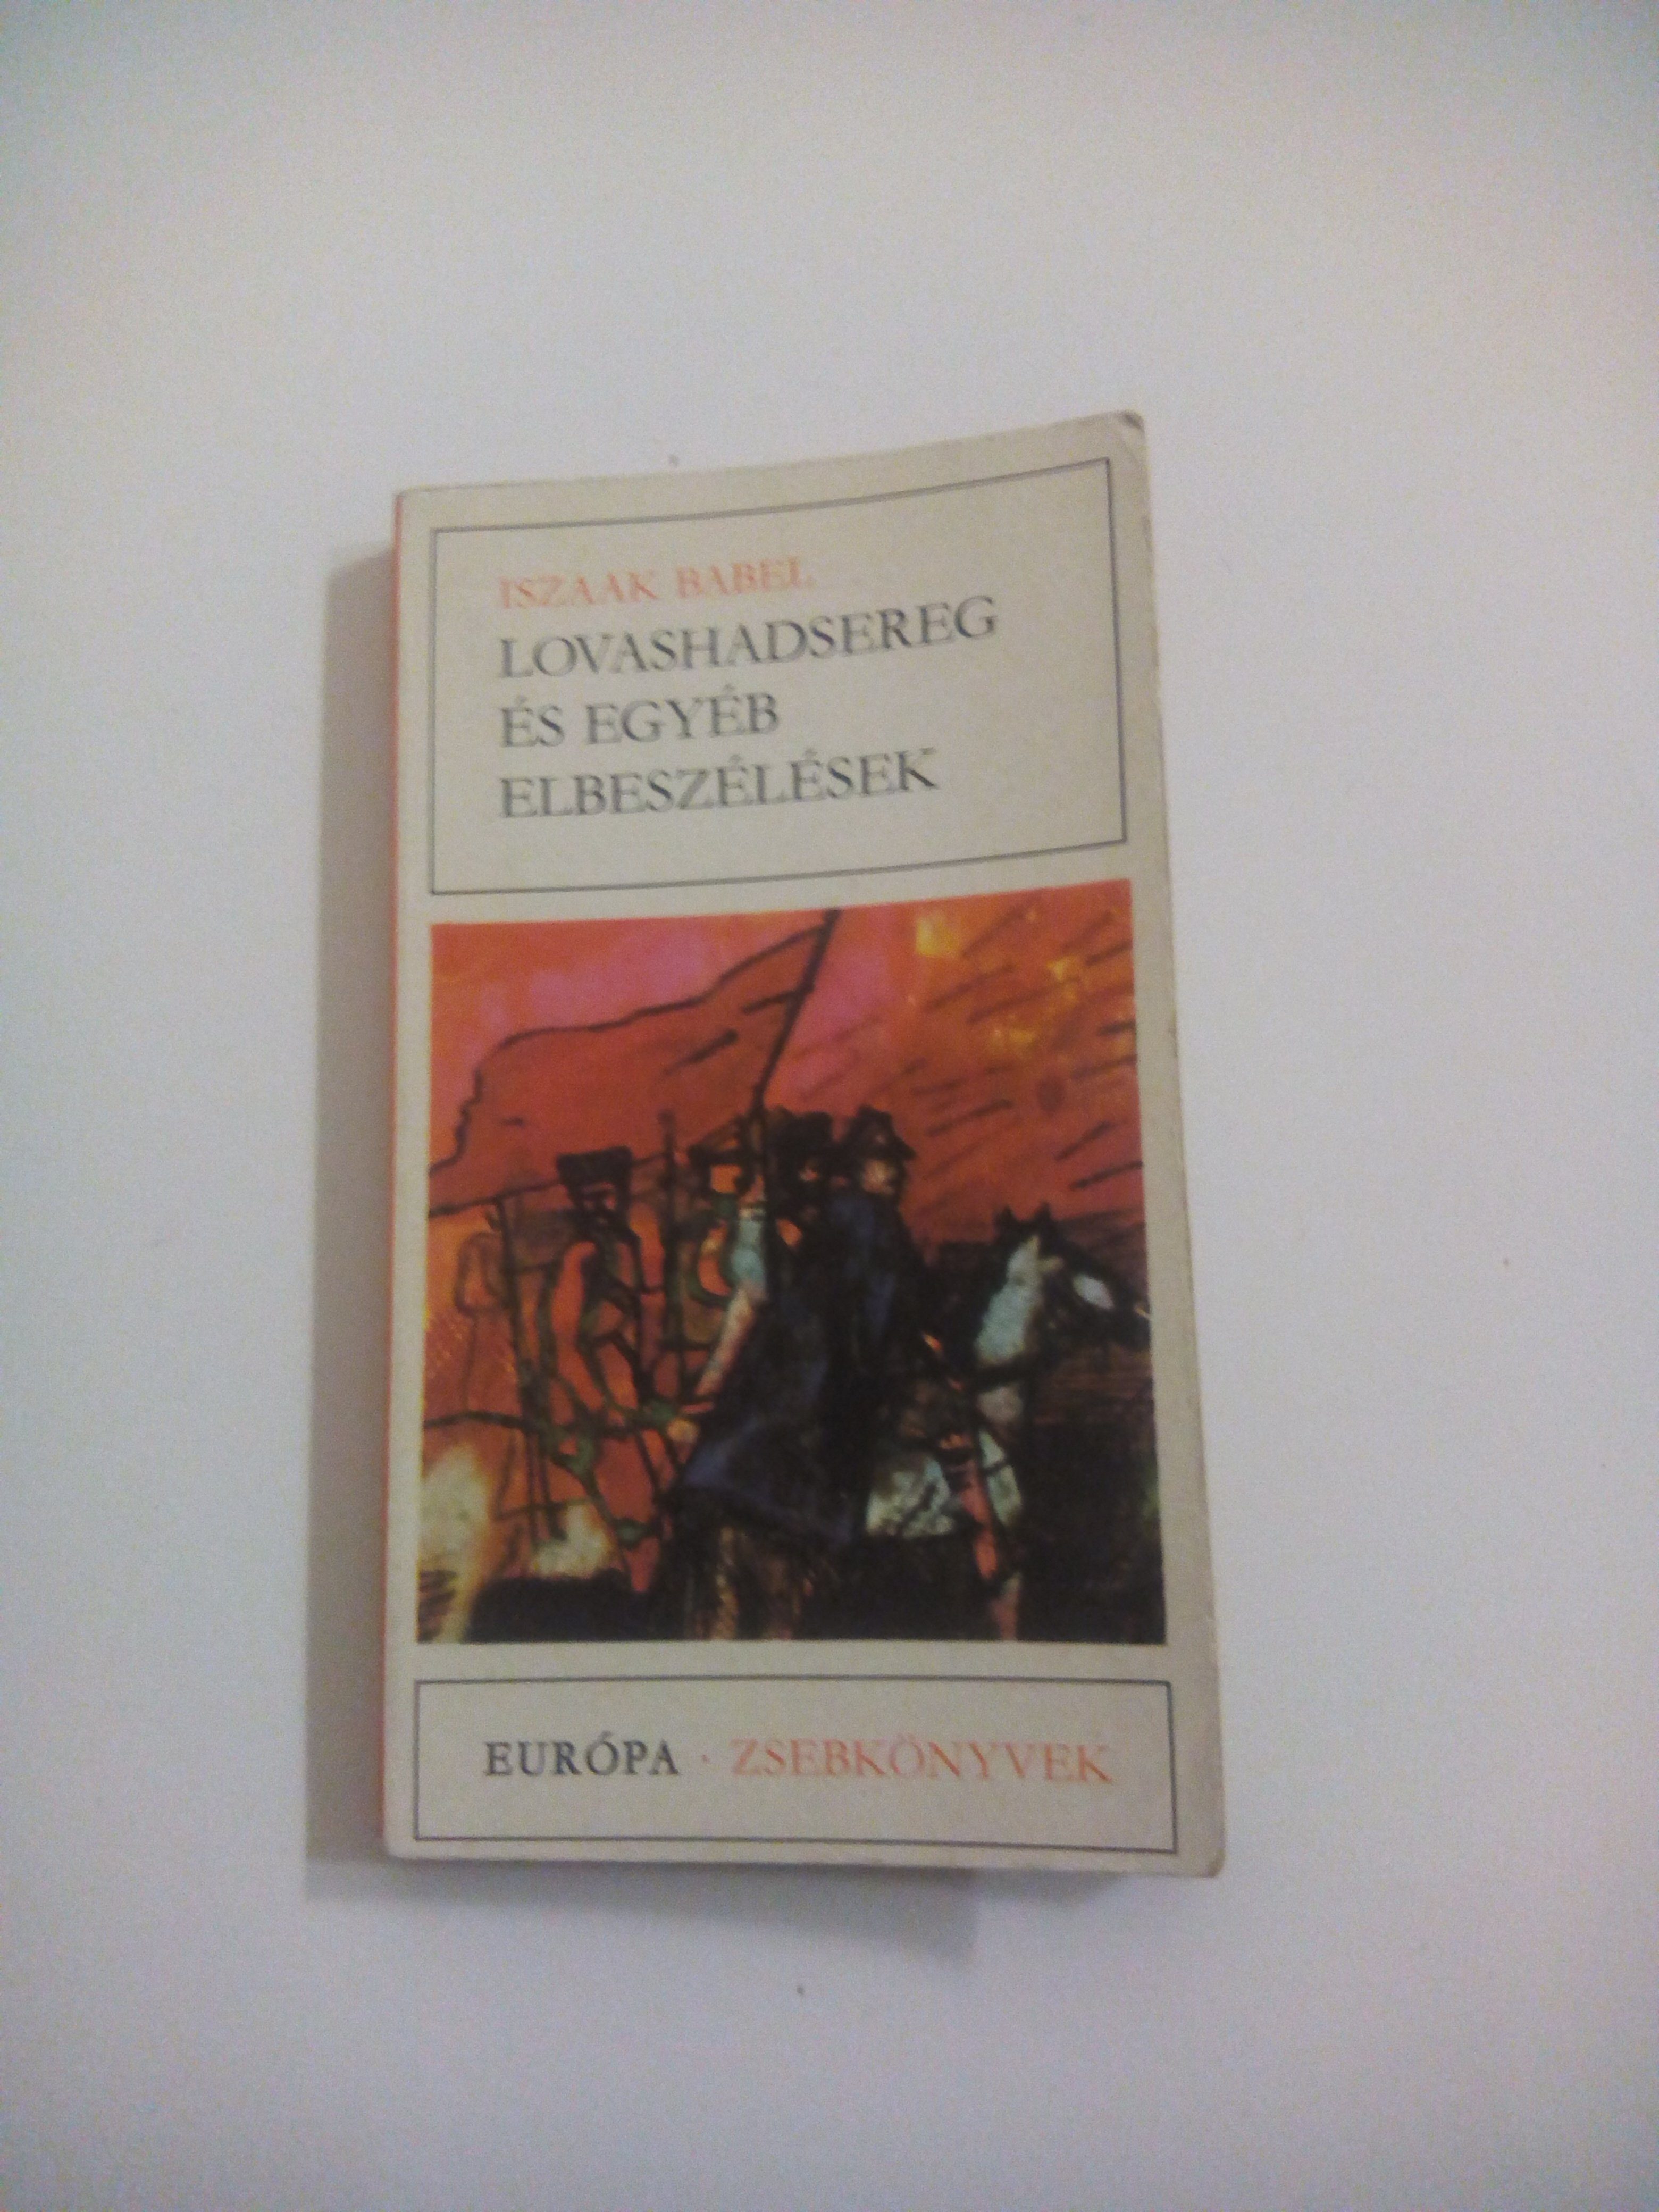 ISZAAK BABEL
LOVASHADSEREG
ÉS EGYÉB
ELBESZÉLÉSEK
EURÓPA · ZSEBKÖNYVEK